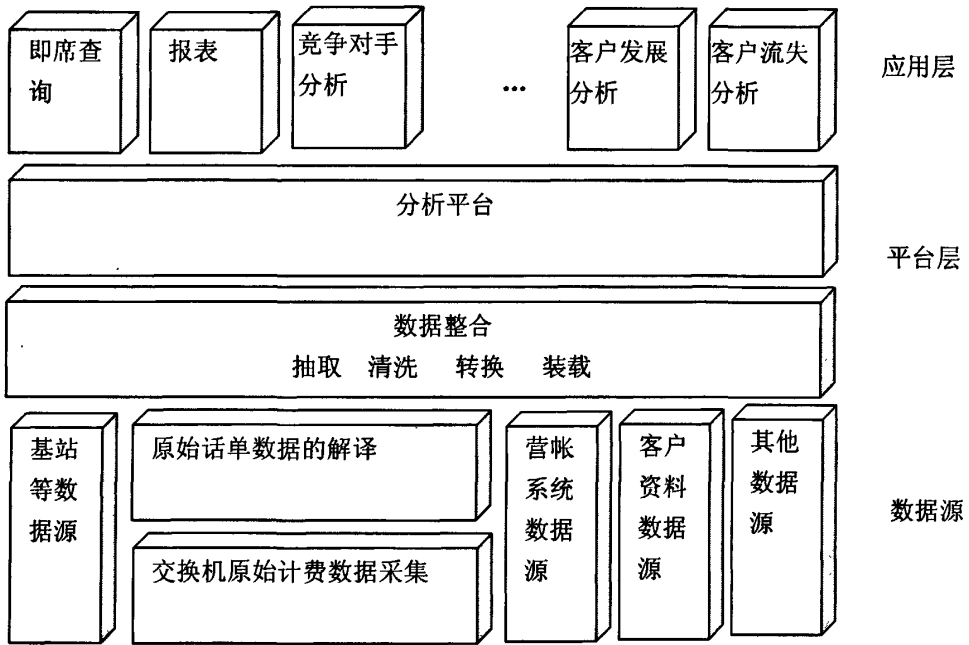 即席查
询
报表
竞争对手
分析
...
客户发展
分析
客户流失
分析
应用层
分析平台
平台层
数据整合
抽取 清洗 转换 装载
基站
等数
据源
原始话单数据的解译
交换机原始计费数据采集
营帐
系统
数据
源
客户
资料
数据
源
其他
数据
源
数据源